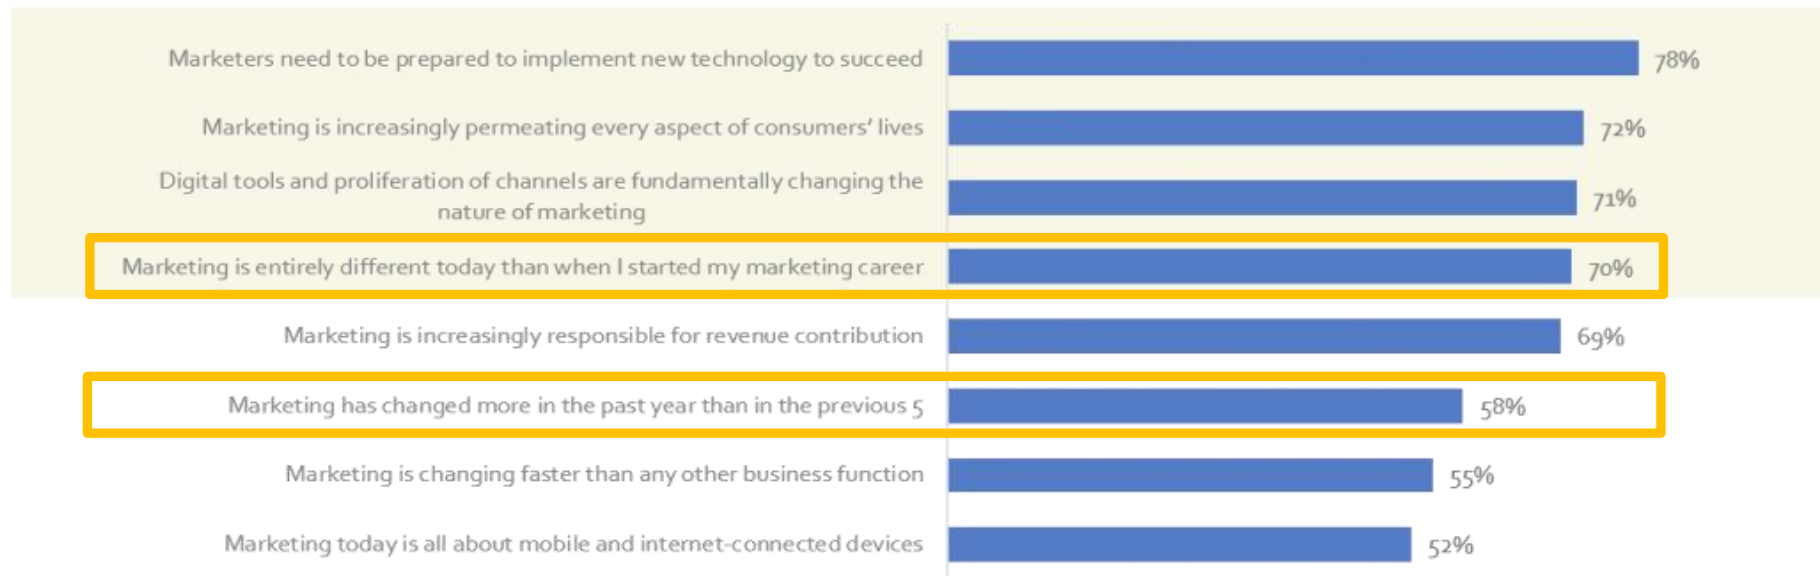 Marketers need to be prepared to implement new technology to succeed 78%
Marketing is increasingly permeating every aspect of consumers' lives 72%
Digital tools and proliferation of channels are fundamentally changing the
nature of marketing 71%
Marketing is entirely different today than when I started my marketing career 70%
Marketing is increasingly responsible for revenue contribution 69%
Marketing has changed more in the past year than in the previous 5 58%
Marketing is changing faster than any other business function 55%
Marketing today is all about mobile and internet-connected devices 52%